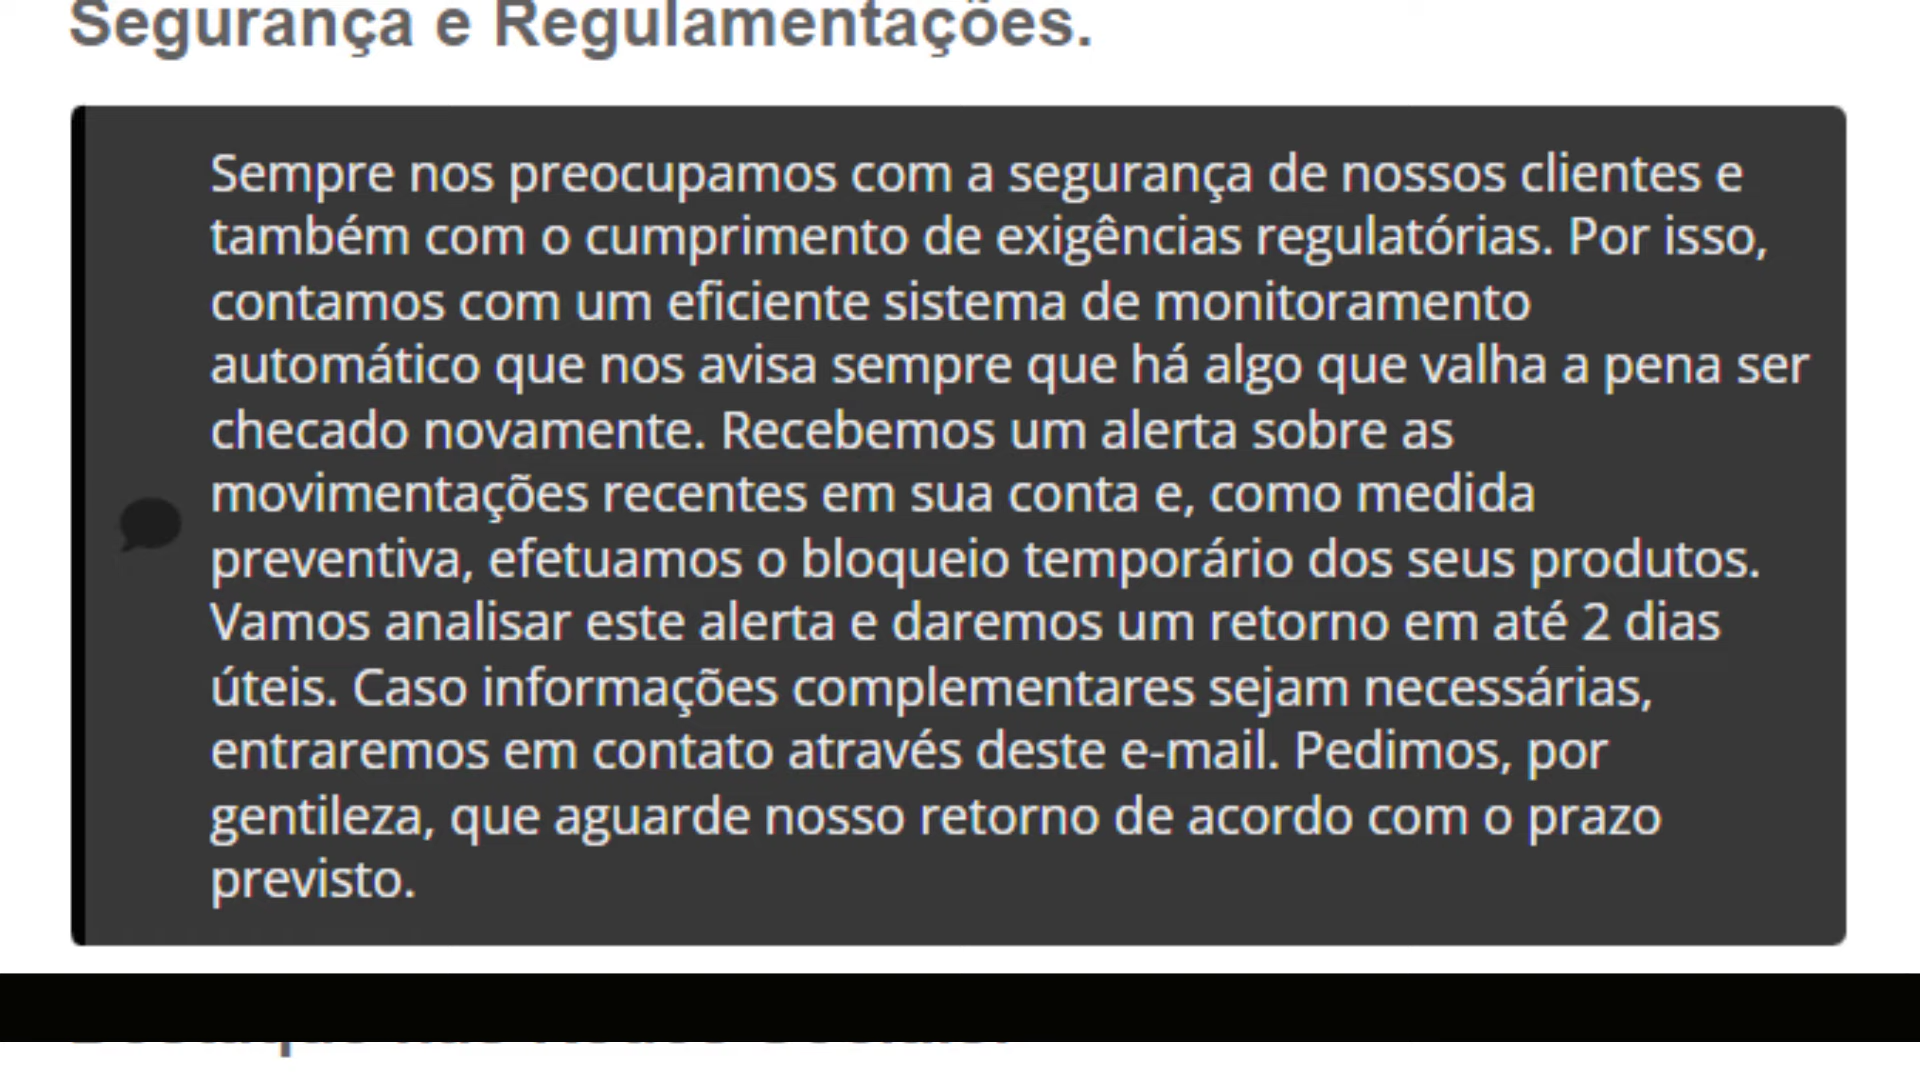 Segurança e Regulamentações.
Sempre nos preocupamos com a segurança de nossos clientes e
também com o cumprimento de exigências regulatórias. Por isso,
contamos com um eficiente sistema de monitoramento
automático que nos avisa sempre que há algo que valha a pena ser
checado novamente. Recebemos um alerta sobre as
movimentações recentes em sua conta e, como medida
preventiva, efetuamos o bloqueio temporário dos seus produtos.
Vamos analisar este alerta e daremos um retorno em até 2 dias
úteis. Caso informações complementares sejam necessárias,
entraremos em contato através deste e-mail. Pedimos, por
gentileza, que aguarde nosso retorno de acordo com o prazo
previsto.